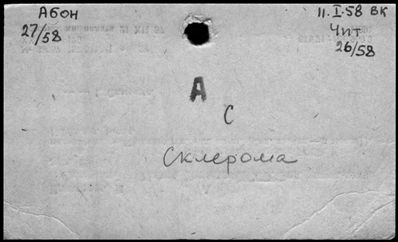 Абон
27/58
11.I.58 вк
Чит
26/58
А
С
Склерома